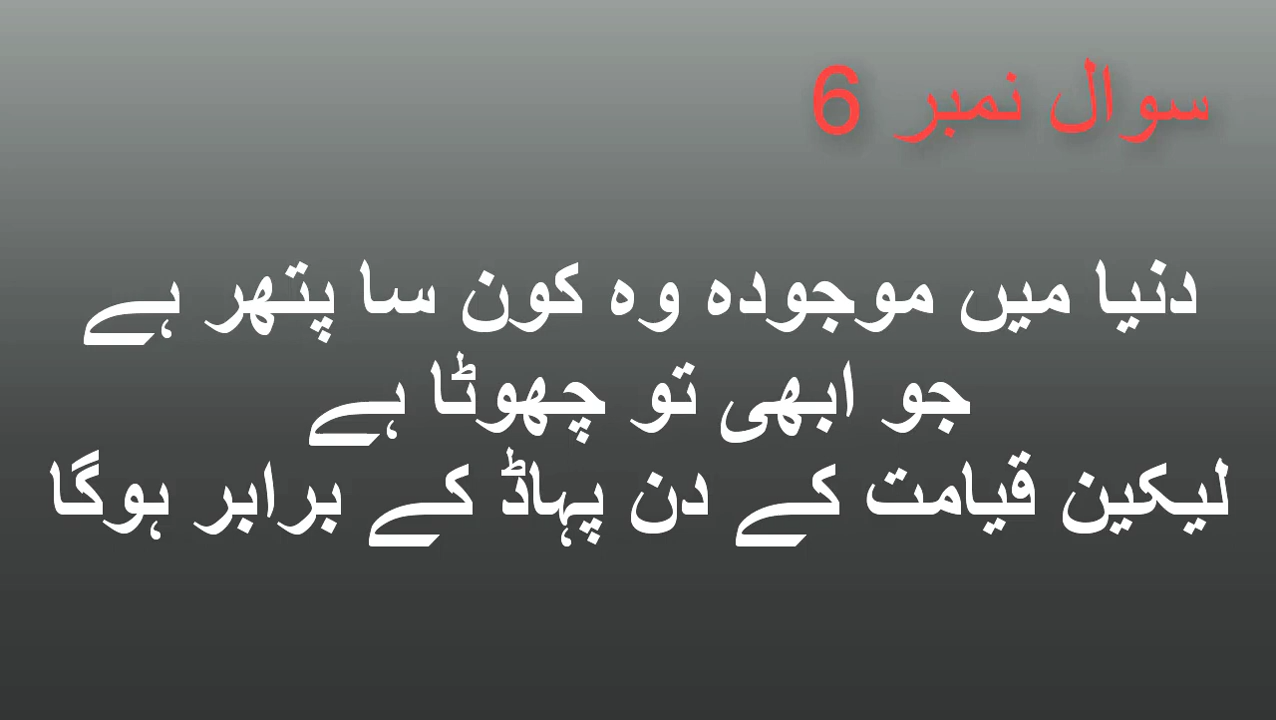 سوال نمبر 6
دنیا میں موجودہ وہ کون سا پتھر ہے
جو ابھی تو چھوٹا ہے
لیکین قیامت کے دن پہاڈ کے برابر ہوگا